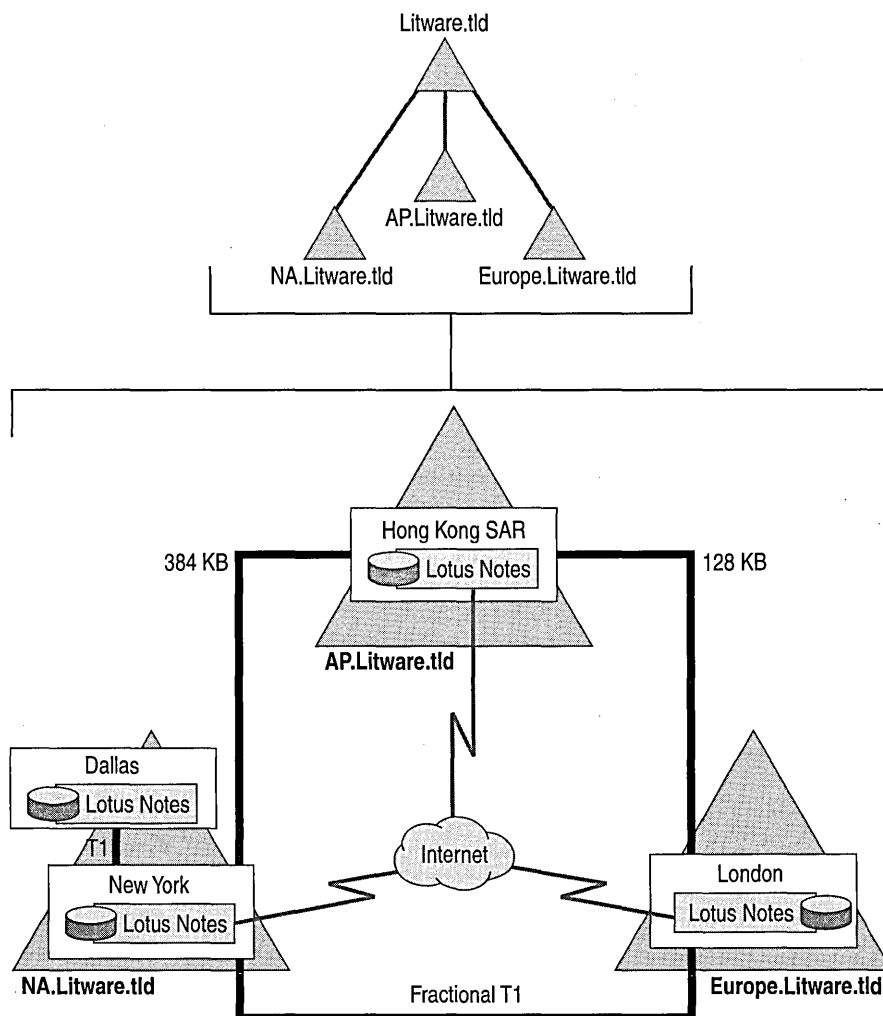 Litware.tld
AP.Litware.tld
NA.Litware.tld
Europe.Litware.tld
Hong Kong SAR
384 KB
128 KB
Lotus Notes
AP.Litware.tld
Dallas
Lotus Notes
T1
Internet
New York
London
Lotus Notes
Lotus Notes
NA.Litware.tld
Fractional T1
Europe.Litware.tld